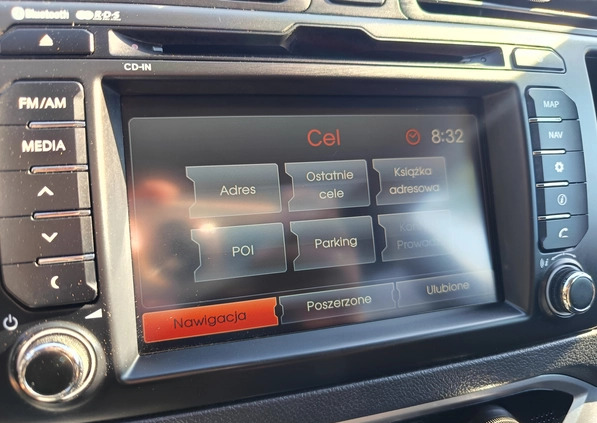 Bluetooth
CD-IN
FM/AM
MEDIA
MAP
NAV
Cel
8:32
Adres
Ostatnie
cele
Książka
adresowa
POI
Parking
Nawigacja
Poszerzone
Ulubione